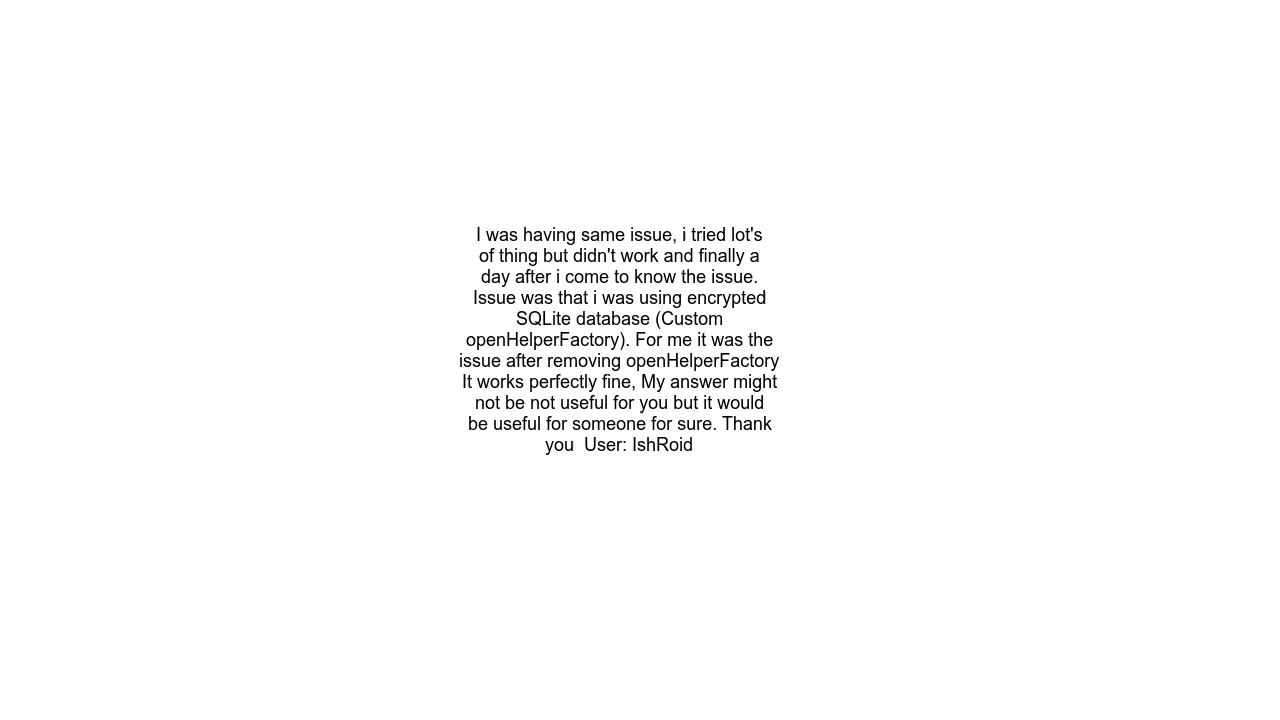 I was having same issue, i tried lot's
of thing but didn't work and finally a
day after i come to know the issue.
Issue was that i was using encrypted
SQLite database (Custom
openHelperFactory). For me it was the
issue after removing openHelperFactory
It works perfectly fine, My answer might
not be not useful for you but it would
be useful for someone for sure. Thank
you  User: IshRoid